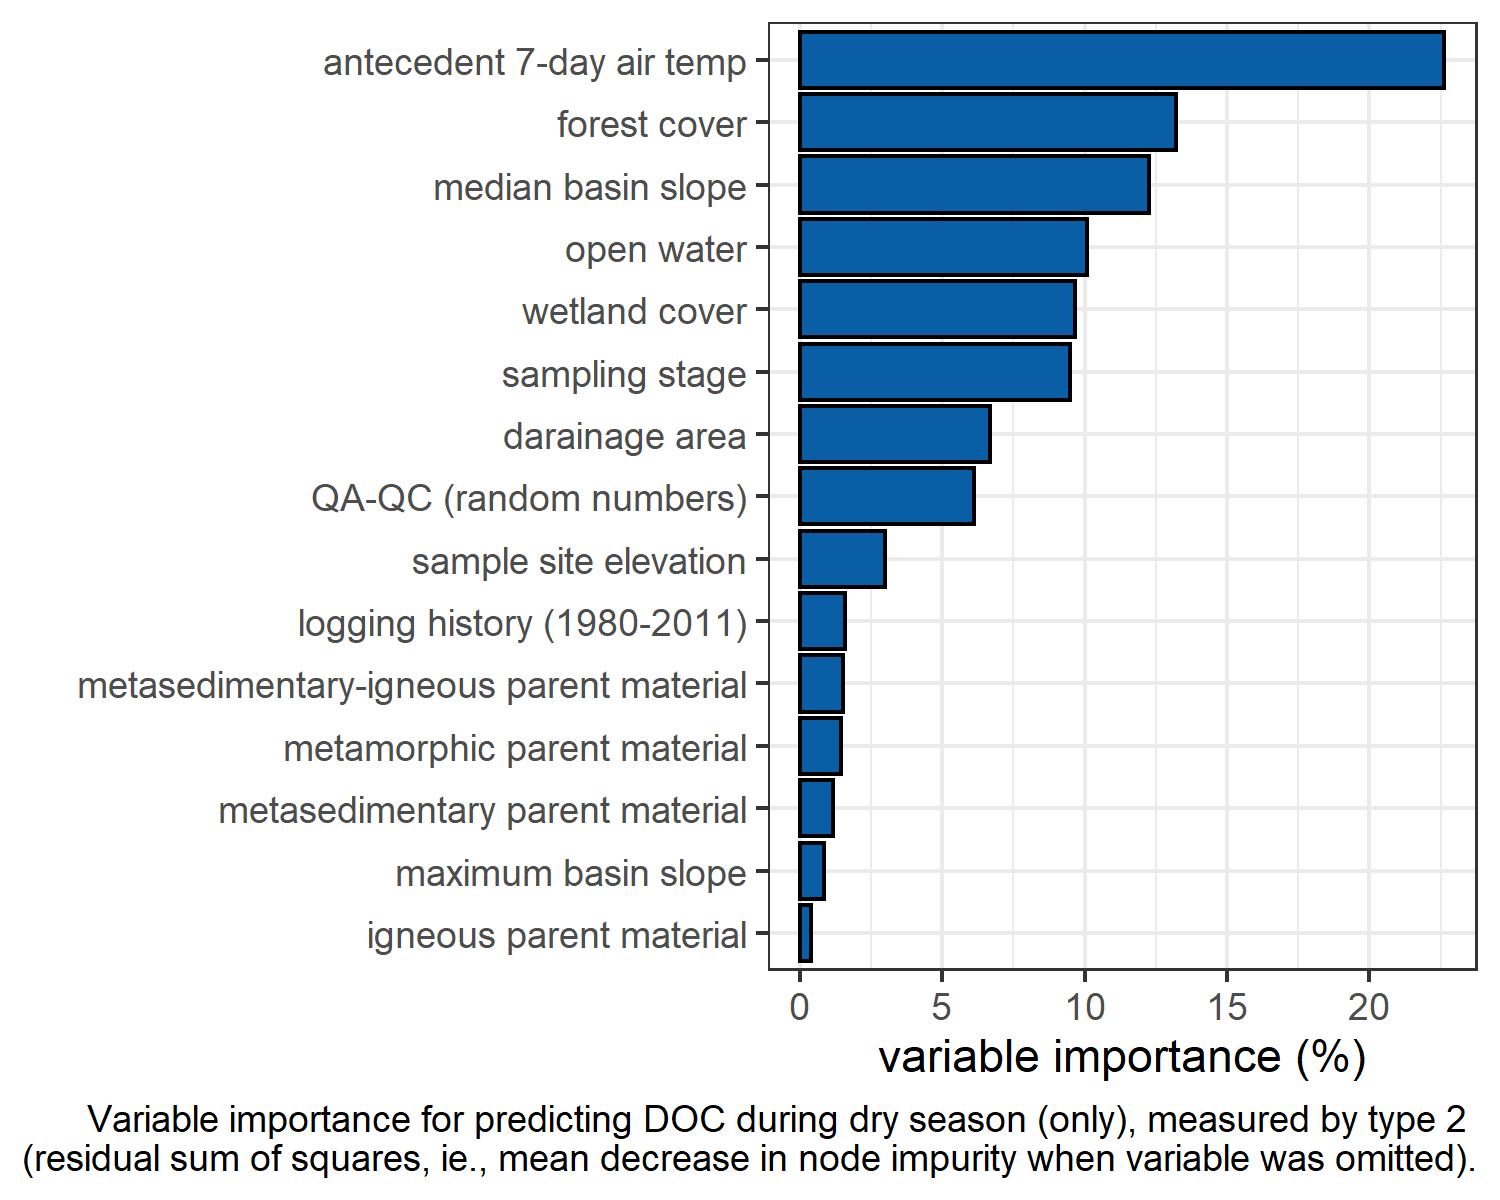 antecedent 7-day air temp
forest cover
median basin slope
open water
wetland cover
sampling stage
darainage area
QA-QC (random numbers)
sample site elevation
logging history (1980-2011)
metasedimentary-igneous parent material
metamorphic parent material
metasedimentary parent material
maximum basin slope
igneous parent material
0 5 10 15 20
variable importance (%)
Variable importance for predicting DOC during dry season (only), measured by type 2
(residual sum of squares, ie., mean decrease in node impurity when variable was omitted).